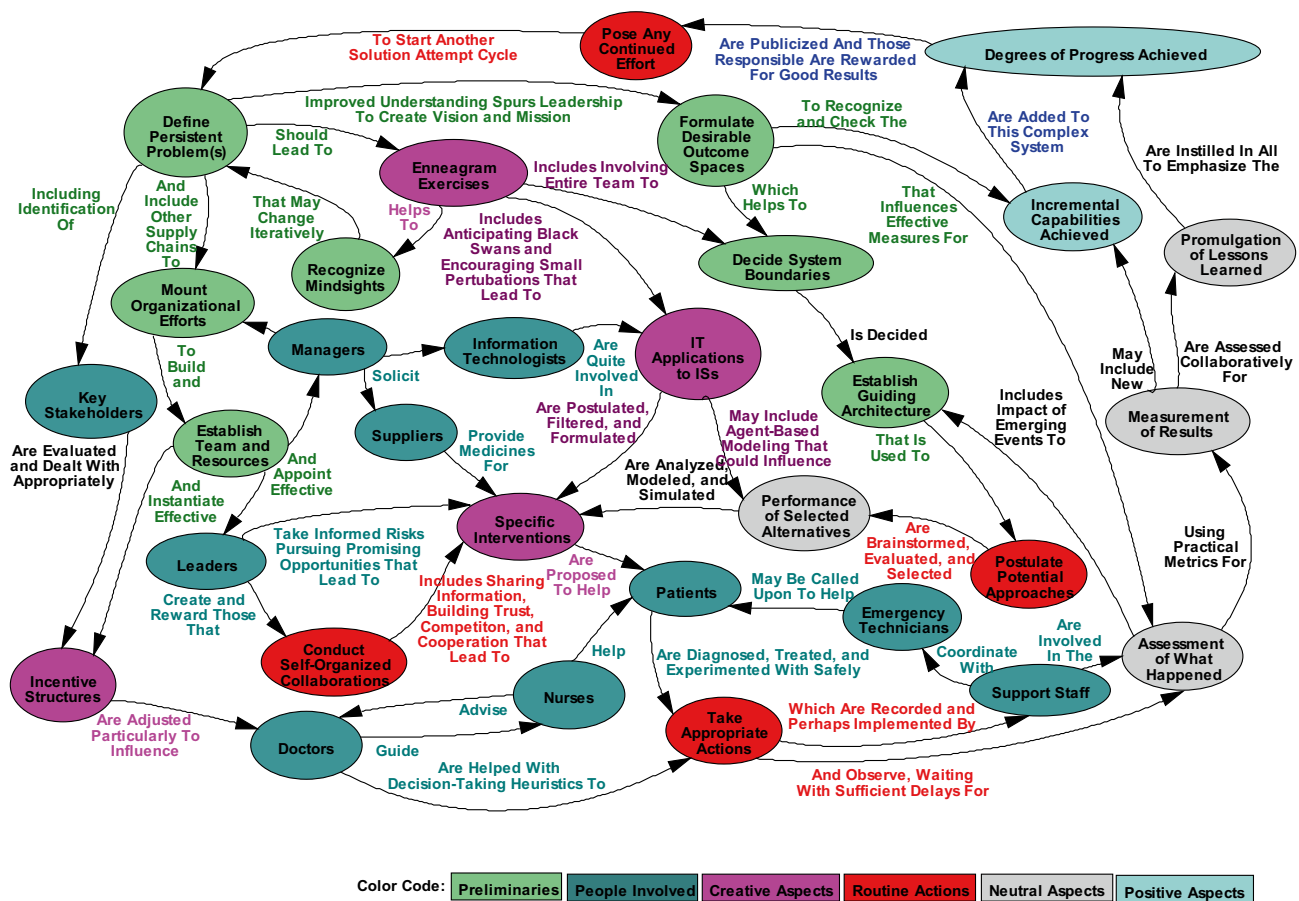 Pose Any
Continued
Effort
To Start Another
Solution Attempt Cycle
Are Publicized And Those
Responsible Are Rewarded
For Good Results
Degrees of Progress Achieved
Define
Persistent
Problem(s)
Improved Understanding Spurs Leadership
To Create Vision and Mission
Should
Lead To
Formulate
Desirable
Outcome
Spaces
To Recognize
and Check The
Are Added To
This Complex
System
Are Instilled In All
To Emphasize The
Including
Identification
Of
And
Include
Other
Supply
Chains
To
That May
Change
Iteratively
Enneagram
Exercises
Helps
To
Includes Involving
Entire Team To
Which
Helps To
That
Influences
Effective
Measures For
Incremental
Capabilities
Achieved
Promulgation
of Lessons
Learned
Includes
Anticipating Black
Swans and
Encouraging Small
Pertubations That
Lead To
Recognize
Mindsights
Decide System
Boundaries
Mount
Organizational
Efforts
Managers
Information
Technologists
IT
Applications
to ISs
Is Decided
To
Build
and
Solicit
Are
Quite
Involved
In
May
Include
New
Are Assessed
Collaboratively
For
Key
Stakeholders
Establish
Guiding
Architecture
Includes
Impact of
Emerging
Events To
Measurement
of Results
Suppliers
Are Postulated,
Filtered, and
Formulated
May Include
Agent-Based
Modeling That
Could Influence
Establish
Team and
Resources
Provide
Medicines
For
That Is
Used To
Are Evaluated
and Dealt With
Appropriately
And
Appoint
Effective
Are Analyzed,
Modeled, and
Simulated
And
Instantiate
Effective
Performance
of Selected
Alternatives
Specific
Interventions
Are
Brainstormed,
Evaluated, and
Selected
Using
Practical
Metrics For
Leaders
Take Informed Risks
Pursuing Promising
Opportunities That
Lead To
Are
Proposed
To Help
Postulate
Potential
Approaches
Includes Sharing
Information,
Building Trust,
Competiton, and
Cooperation That
Lead To
Patients
May Be Called
Upon To Help
Emergency
Technicians
Create and
Reward Those
That
Are
Involved
In The
Assessment
of What
Happened
Conduct
Self-Organized
Collaborations
Help
Are Diagnosed, Treated, and
Experimented With Safely
Coordinate
With
Incentive
Structures
Nurses
Support Staff
Are Adjusted
Particularly To
Influence
Advise
Doctors
Guide
Take
Appropriate
Actions
Which Are Recorded and
Perhaps Implemented By
Are Helped With
Decision-Taking Heuristics To
And Observe, Waiting
With Sufficient Delays For
Color Code:
Preliminaries
People Involved
Creative Aspects
Routine Actions
Neutral Aspects
Positive Aspects